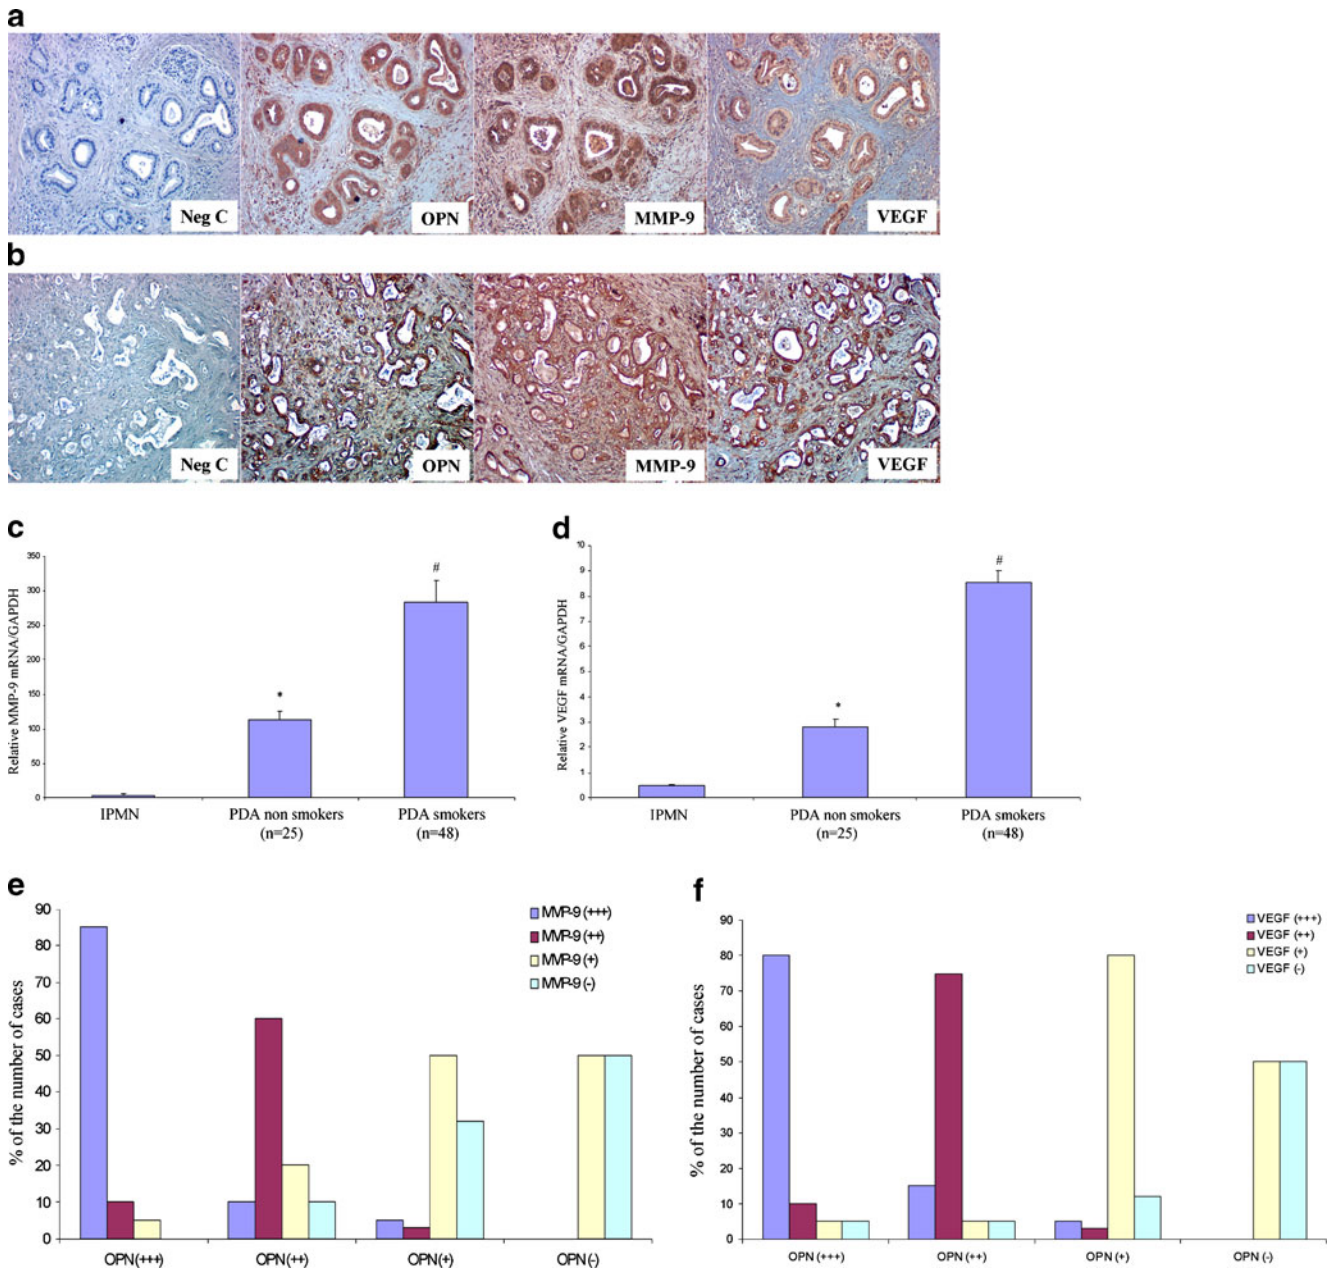 a
Neg C
OPN
MMP-9
VEGF
b
Neg C
OPN
MMP-9
VEGF
c
Relative MMP-9 mRNA/GAPDH
350
300
250
200
150
100
50
0
#
*
IPMN
PDA non smokers
(n=25)
PDA smokers
(n=48)
d
Relative VEGF mRNA/GAPDH
10
9
8
7
6
5
4
3
2
1
0
#
*
IPMN
PDA non smokers
(n=25)
PDA smokers
(n=48)
e
% of the number of cases
90
80
70
60
50
40
30
20
10
0
MMP-9 (+++)
MMP-9 (++)
MMP-9 (+)
MMP-9 (-)
OPN (+++)
OPN (++)
OPN (+)
OPN (-)
f
% of the number of cases
90
80
70
60
50
40
30
20
10
0
VEGF (+++)
VEGF (++)
VEGF (+)
VEGF (-)
OPN (+++)
OPN (++)
OPN (+)
OPN (-)